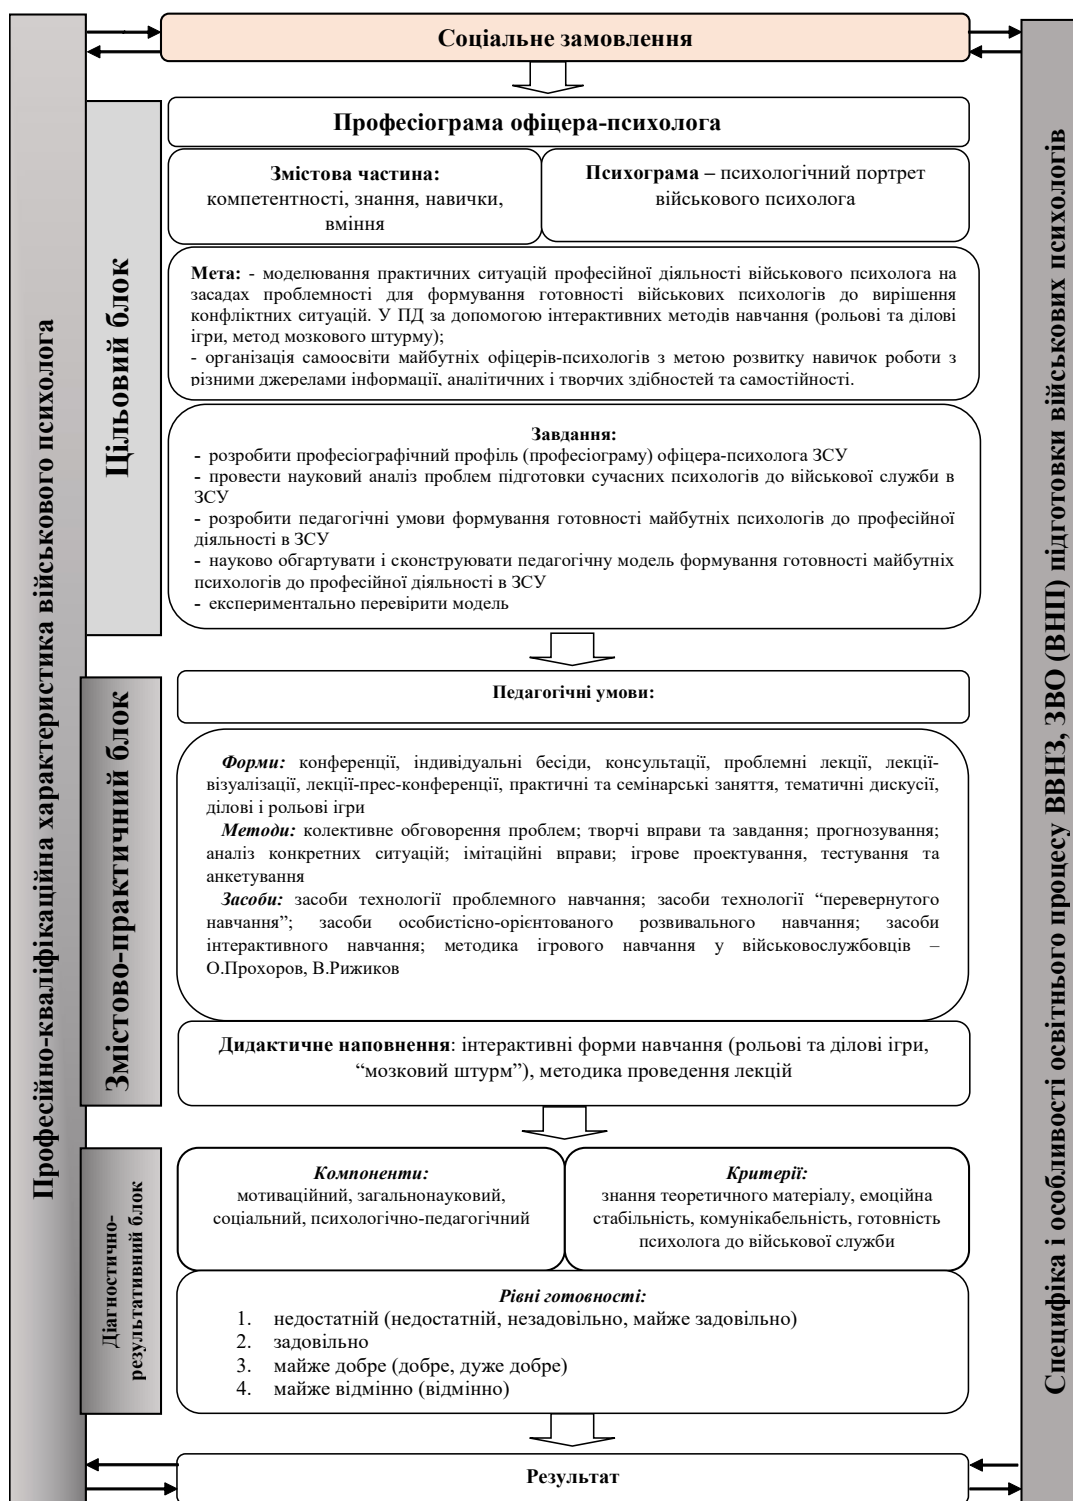 Соціальне замовлення
Професійно-кваліфікаційна характеристика військового психолога
Специфіка і особливості освітнього процесу ВВНЗ, ЗВО (ВНП) підготовки військових психологів
Цільовий блок
Професіограма офіцера-психолога
Змістова частина:
компетентності, знання, навички,
вміння
Психограма – психологічний портрет
військового психолога
Мета: - моделювання практичних ситуацій професійної діяльності військового психолога на
засадах проблемності для формування готовності військових психологів до вирішення
конфліктних ситуацій. У ПД за допомогою інтерактивних методів навчання (рольові та ділові
ігри, метод мозкового штурму);
- організація самоосвіти майбутніх офіцерів-психологів з метою розвитку навичок роботи з
різними джерелами інформації, аналітичних і творчих здібностей та самостійності.
Завдання:
- розробити професіографічний профіль (професіограму) офіцера-психолога ЗСУ
- провести науковий аналіз проблем підготовки сучасних психологів до військової служби в
ЗСУ
- розробити педагогічні умови формування готовності майбутніх психологів до професійної
діяльності в ЗСУ
- науково обгартувати і сконструювати педагогічну модель формування готовності майбутніх
психологів до професійної діяльності в ЗСУ
- експериментально перевірити модель
Змістово-практичний блок
Педагогічні умови:
Форми: конференції, індивідуальні бесіди, консультації, проблемні лекції, лекції-
візуалізації, лекції-прес-конференції, практичні та семінарські заняття, тематичні дискусії,
ділові і рольові ігри
Методи: колективне обговорення проблем; творчі вправи та завдання; прогнозування;
аналіз конкретних ситуацій; імітаційні вправи; ігрове проектування, тестування та
анкетування
Засоби: засоби технології проблемного навчання; засоби технології “перевернутого
навчання”; засоби особистісно-орієнтованого розвивального навчання; засоби
інтерактивного навчання; методика ігрового навчання у військовослужбовців –
О.Прохоров, В.Рижиков
Дидактичне наповнення: інтерактивні форми навчання (рольові та ділові ігри,
“мозковий штурм”), методика проведення лекцій
Діагностично-
результативний блок
Компоненти:
мотиваційний, загальнонауковий,
соціальний, психологічно-педагогічний
Критерії:
знання теоретичного матеріалу, емоційна
стабільність, комунікабельність, готовність
психолога до військової служби
Рівні готовності:
1. недостатній (недостатній, незадовільно, майже задовільно)
2. задовільно
3. майже добре (добре, дуже добре)
4. майже відмінно (відмінно)
Результат